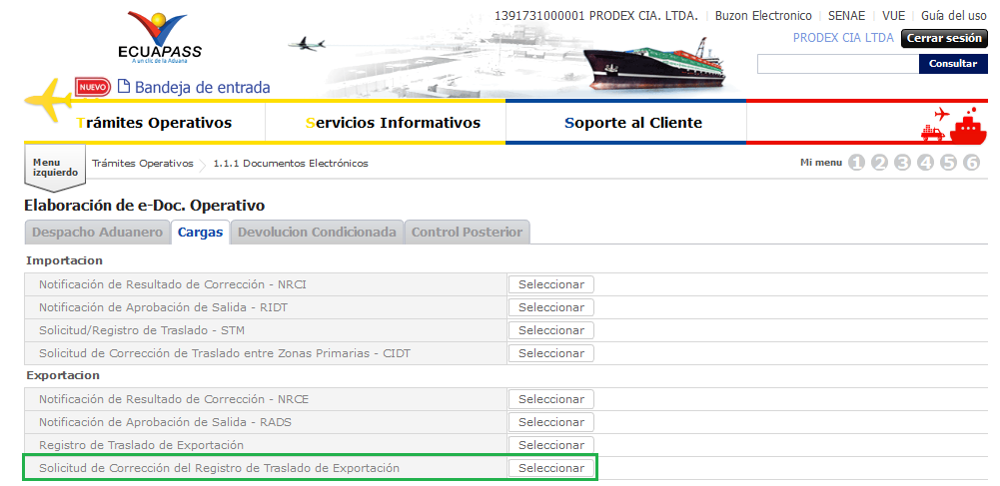 1391731000001 PRODEX CIA. LTDA. Buzon Electronico SENAE VUE Guía del uso
PRODEX CIA LTDA Cerrar sesión
ECUAPASS
A un clic de la Aduana
Consultar
NUEVO Bandeja de entrada
Trámites Operativos Servicios Informativos Soporte al Cliente
Menu
izquierdo
Trámites Operativos 1.1.1 Documentos Electrónicos Mi menu 1 2 3 4 5 6
Elaboración de e-Doc. Operativo
Despacho Aduanero Cargas Devolucion Condicionada Control Posterior
Importacion
Notificación de Resultado de Corrección - NRCI Seleccionar
Notificación de Aprobación de Salida - RIDT Seleccionar
Solicitud/Registro de Traslado - STM Seleccionar
Solicitud de Corrección de Traslado entre Zonas Primarias - CIDT Seleccionar
Exportacion
Notificación de Resultado de Corrección - NRCE Seleccionar
Notificación de Aprobación de Salida - RADS Seleccionar
Registro de Traslado de Exportación Seleccionar
Solicitud de Corrección del Registro de Traslado de Exportación Seleccionar